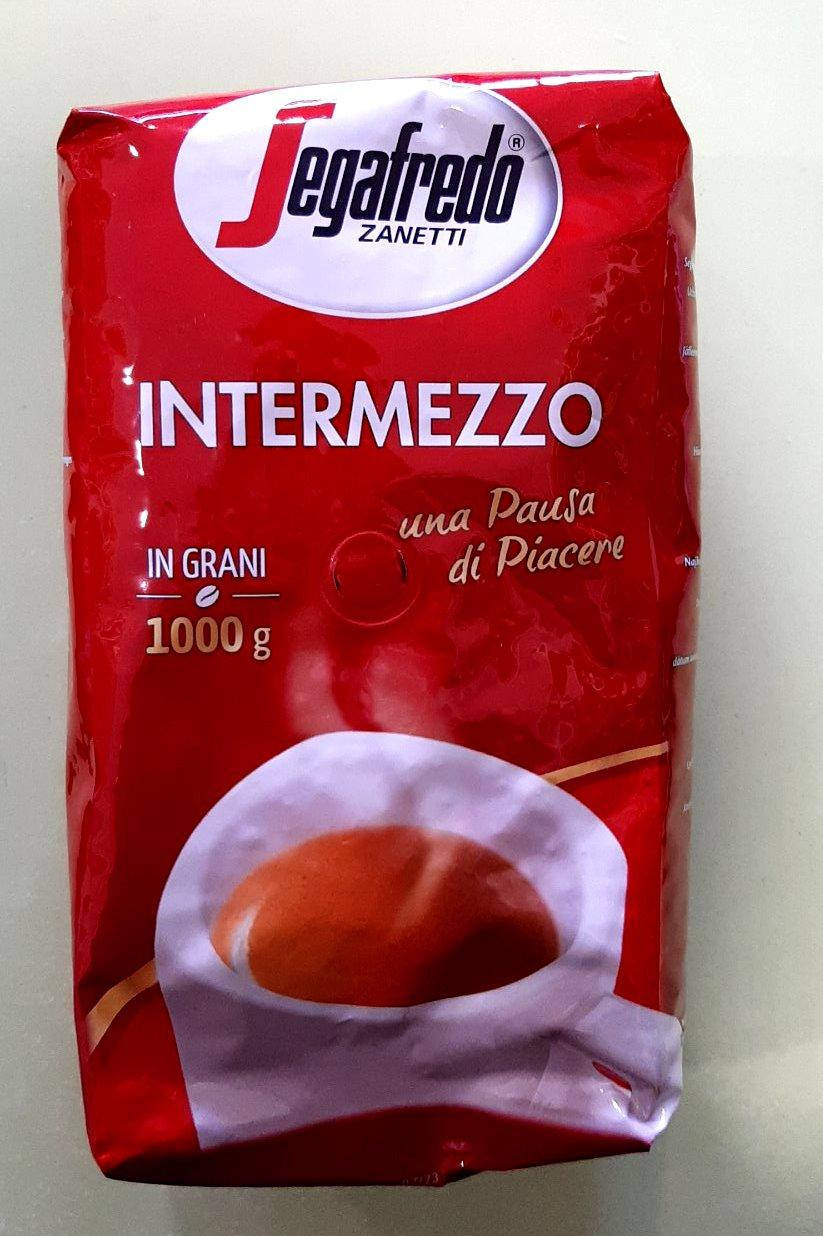 Segafredo®
ZANETTI
INTERMEZZO
una Pausa
di Piacere
IN GRANI
1000 g